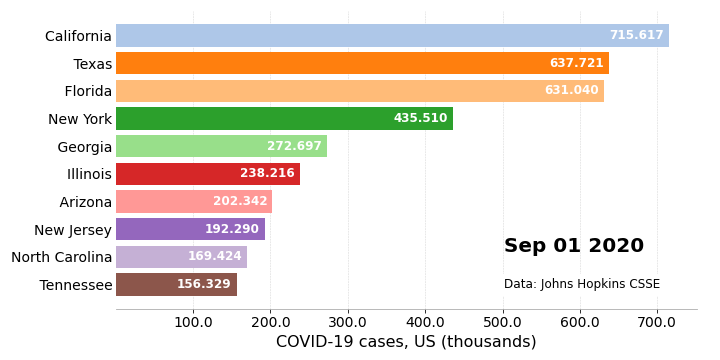 California 715.617
Texas 637.721
Florida 631.040
New York 435.510
Georgia 272.697
Illinois 238.216
Arizona 202.342
New Jersey 192.290
North Carolina 169.424
Tennessee 156.329
Sep 01 2020
Data: Johns Hopkins CSSE
100.0 200.0 300.0 400.0 500.0 600.0 700.0
COVID-19 cases, US (thousands)